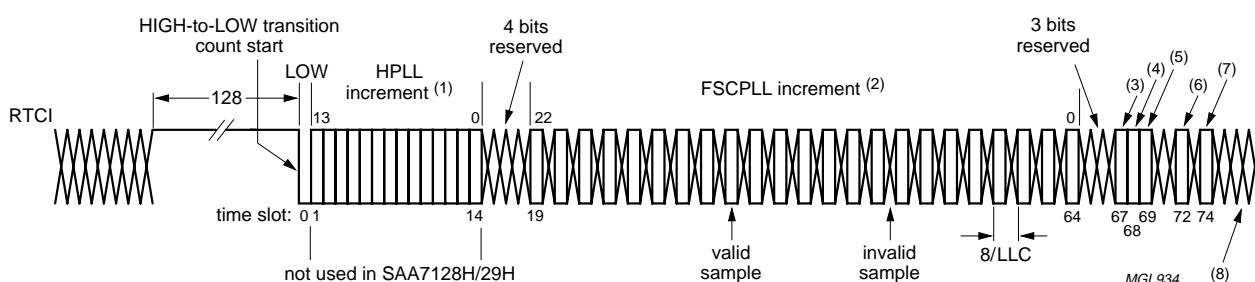 HIGH-to-LOW transition
count start
4 bits
reserved
3 bits
reserved
LOW
HPLL
increment (1)
FSCPLL increment (2)
(3)
(4)
(5)
(6)
(7)
128
RTCI
13
0
22
0
time slot:
0
1
14
19
64
67
68
69
72
74
not used in SAA7128H/29H
valid
sample
invalid
sample
8/LLC
MGL934
(8)